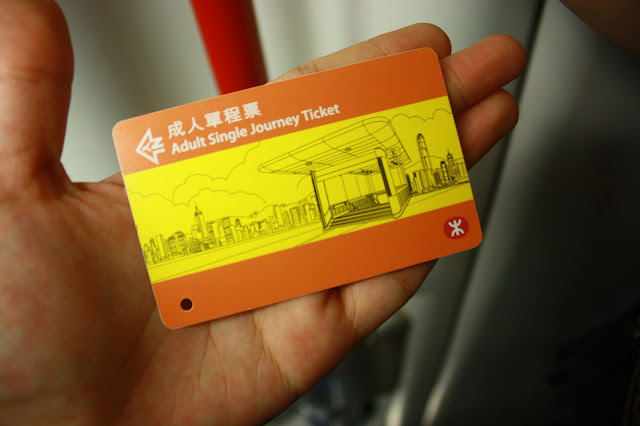 成人單程票
Adult Single Journey Ticket